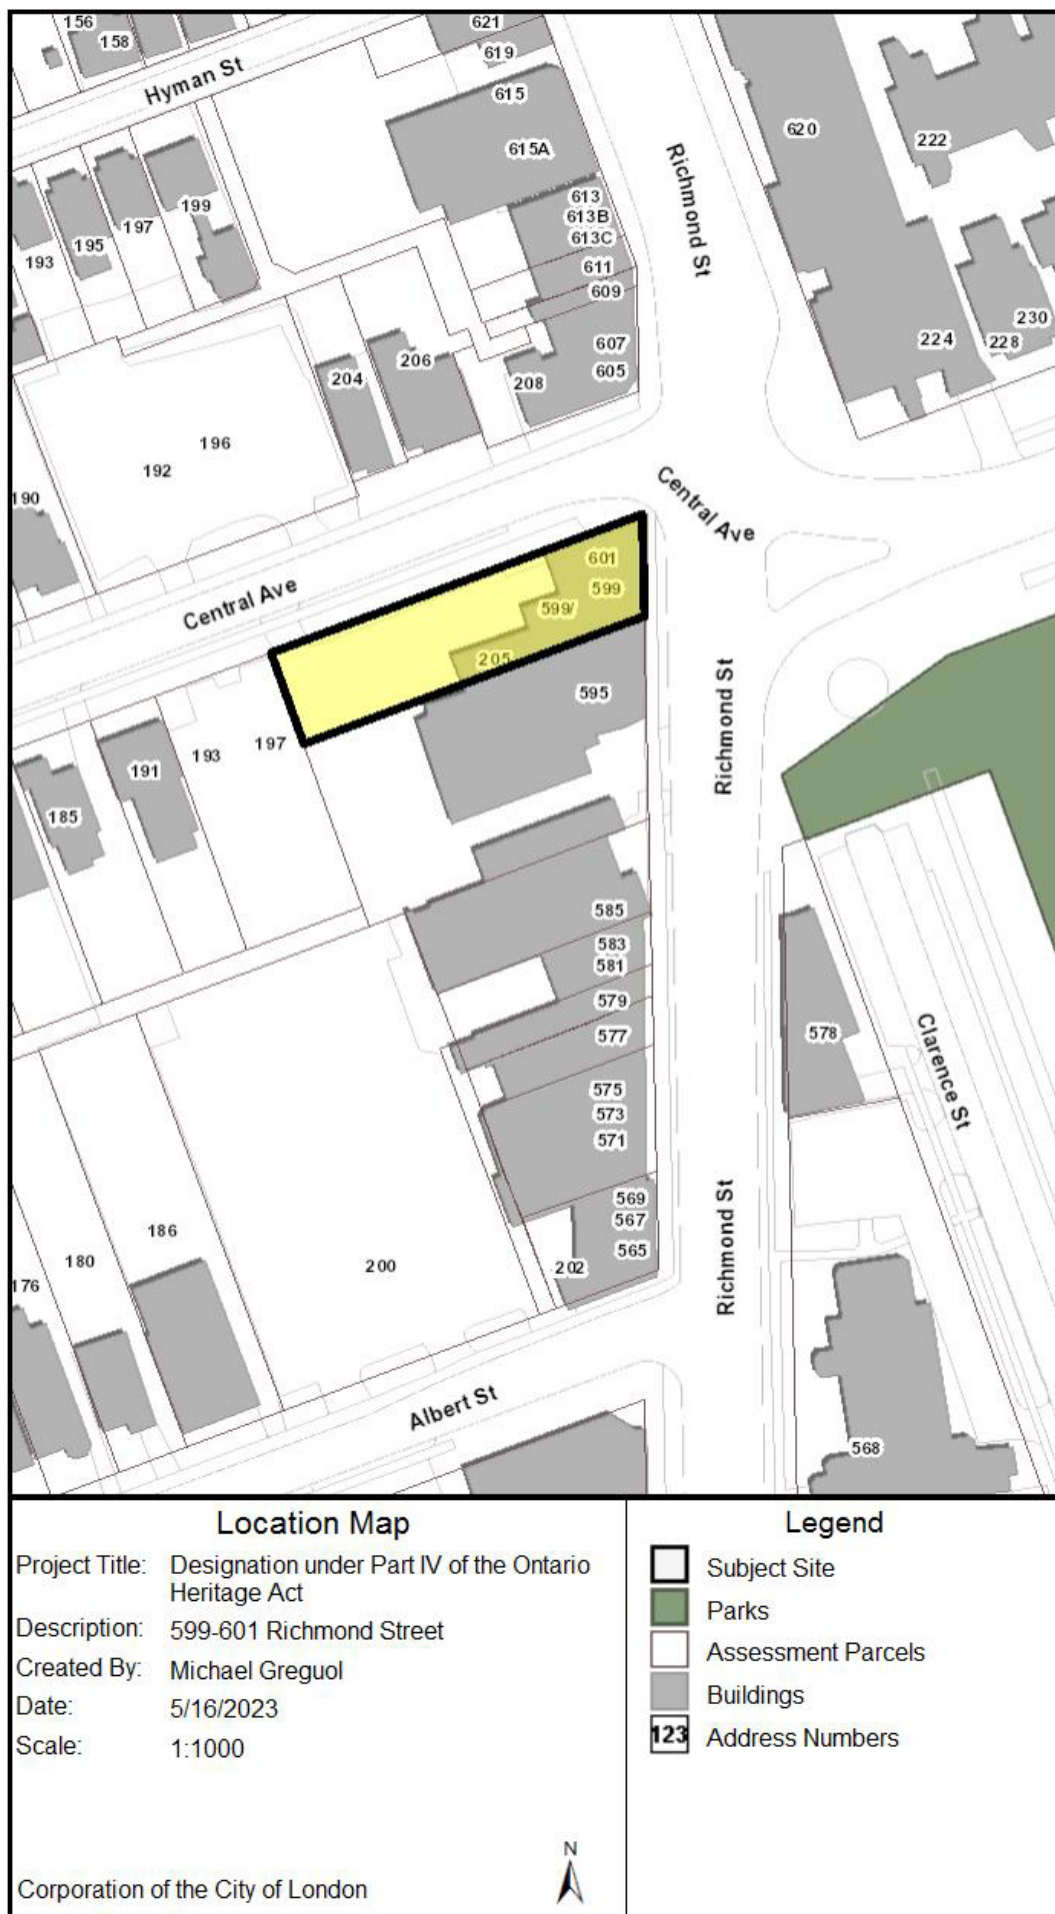 156
158
621
619
Hyman St
615
615A
620
222
Richmond St
613
613B
613C
199
197
195
193
611
609
230
228
224
607
605
206
204
208
196
192
190
Central Ave
601
599
599/
Central Ave
205
595
Richmond St
197
193
191
185
585
583
581
579
577
578
Clarence St
575
573
571
569
567
565
Richmond St
202
200
186
180
176
Albert St
568
Location Map
Project Title: Designation under Part IV of the Ontario
Heritage Act
Description: 599-601 Richmond Street
Created By: Michael Greguol
Date: 5/16/2023
Scale: 1:1000
N
Corporation of the City of London
Legend
Subject Site
Parks
Assessment Parcels
Buildings
123 Address Numbers